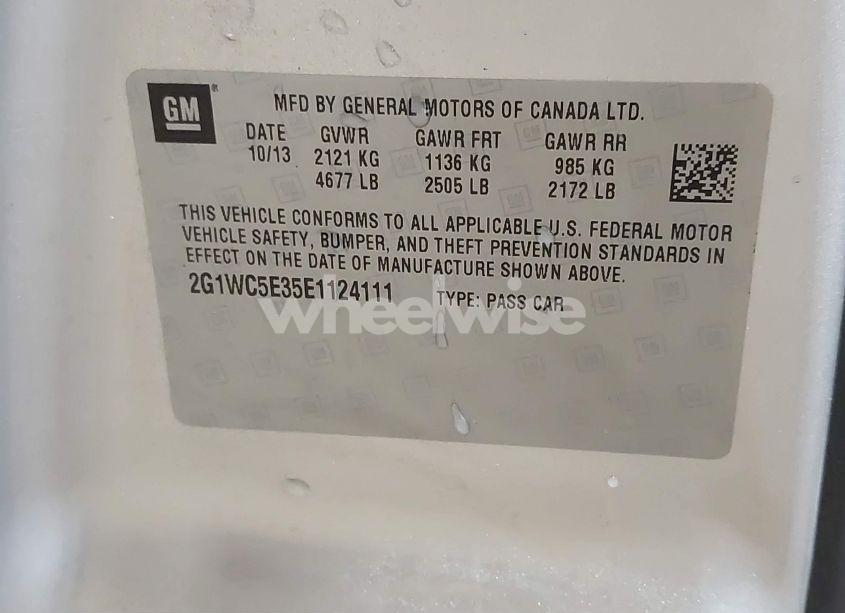 GM®
MFD BY GENERAL MOTORS OF CANADA LTD.
DATE GVWR GAWR FRT GAWR RR
10/13 2121 KG 1136 KG 985 KG
4677 LB 2505 LB 2172 LB
THIS VEHICLE CONFORMS TO ALL APPLICABLE U.S. FEDERAL MOTOR
VEHICLE SAFETY, BUMPER, AND THEFT PREVENTION STANDARDS IN
EFFECT ON THE DATE OF MANUFACTURE SHOWN ABOVE.
2G1WC5E35E1124111 TYPE: PASS CAR
wheelwise